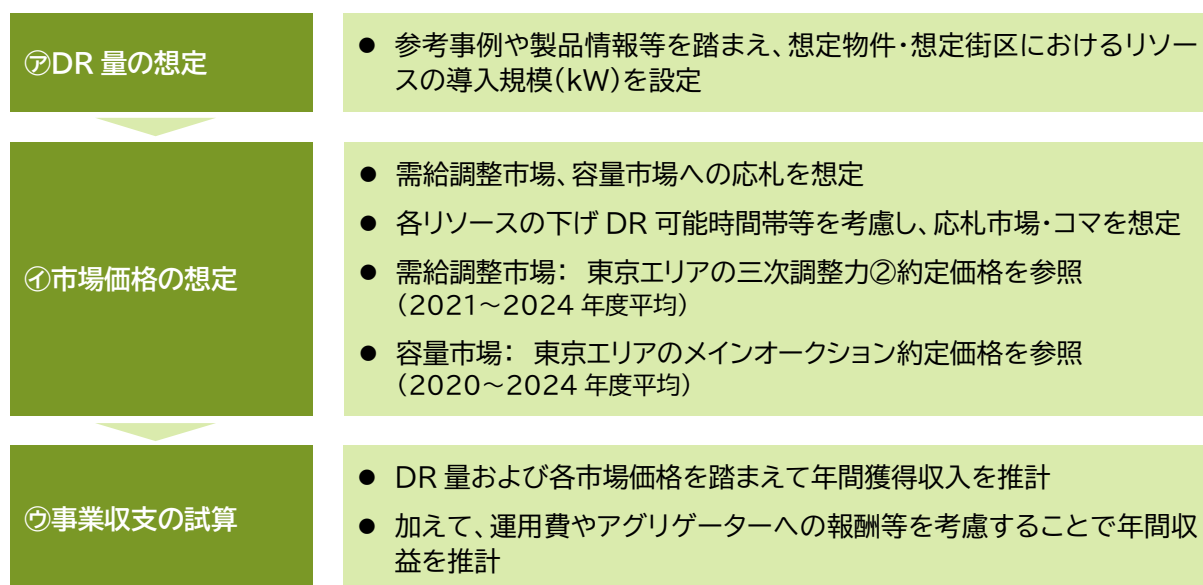 ㋐DR 量の想定
● 参考事例や製品情報等を踏まえ、想定物件・想定街区におけるリソー
スの導入規模(kW)を設定
㋑市場価格の想定
● 需給調整市場、容量市場への応札を想定
● 各リソースの下げ DR 可能時間帯等を考慮し、応札市場・コマを想定
● 需給調整市場： 東京エリアの三次調整力②約定価格を参照
(2021～2024 年度平均)
● 容量市場： 東京エリアのメインオークション約定価格を参照
(2020～2024 年度平均)
㋒事業収支の試算
● DR 量および各市場価格を踏まえて年間獲得収入を推計
● 加えて、運用費やアグリゲーターへの報酬等を考慮することで年間収
益を推計